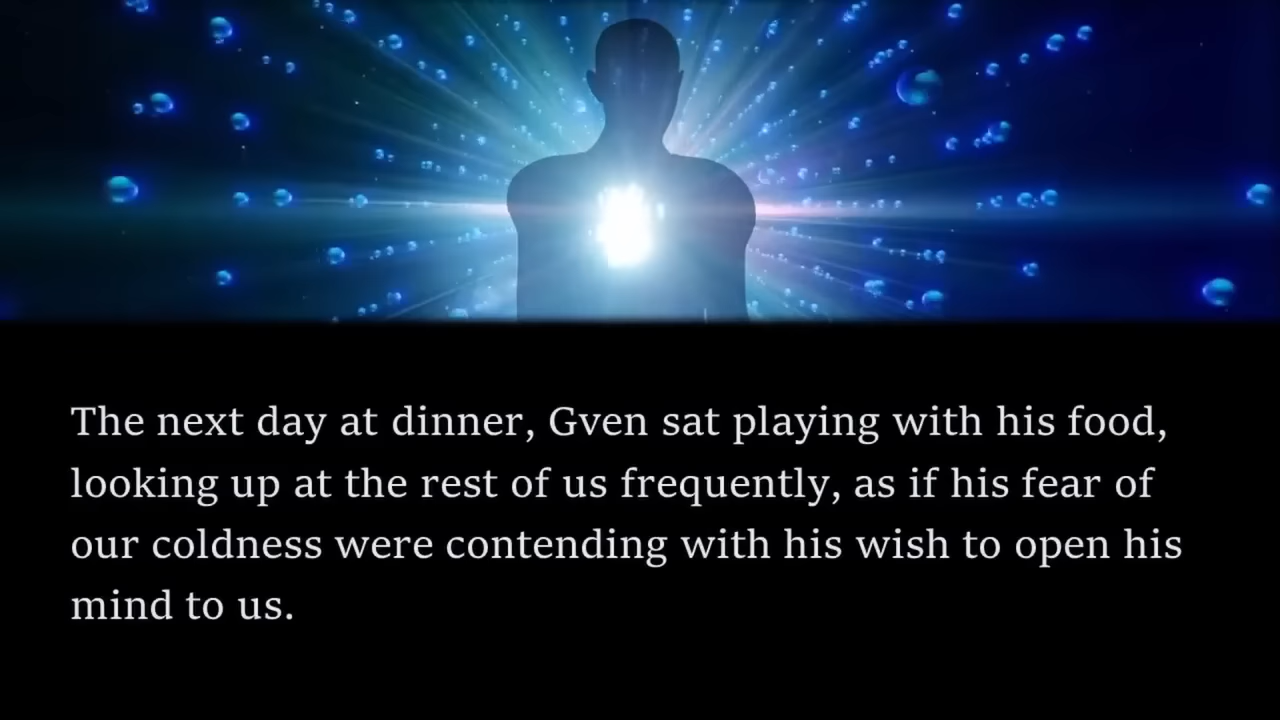 The next day at dinner, Gven sat playing with his food,
looking up at the rest of us frequently, as if his fear of
our coldness were contending with his wish to open his
mind to us.